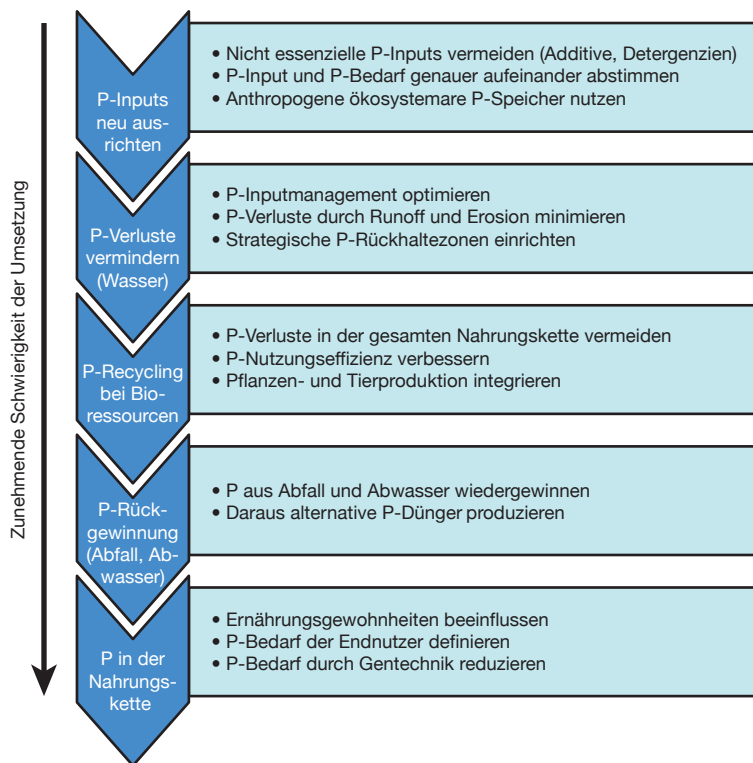 Zunehmende Schwierigkeit der Umsetzung
P-Inputs
neu aus-
richten
• Nicht essenzielle P-Inputs vermeiden (Additive, Detergenzien)
• P-Input und P-Bedarf genauer aufeinander abstimmen
• Anthropogene ökosystemare P-Speicher nutzen
P-Verluste
vermindern
(Wasser)
• P-Inputmanagement optimieren
• P-Verluste durch Runoff und Erosion minimieren
• Strategische P-Rückhaltezonen einrichten
P-Recycling
bei Bio-
ressourcen
• P-Verluste in der gesamten Nahrungskette vermeiden
• P-Nutzungseffizienz verbessern
• Pflanzen- und Tierproduktion integrieren
P-Rück-
gewinnung
(Abfall, Ab-
wasser)
• P aus Abfall und Abwasser wiedergewinnen
• Daraus alternative P-Dünger produzieren
P in der
Nahrungs-
kette
• Ernährungsgewohnheiten beeinflussen
• P-Bedarf der Endnutzer definieren
• P-Bedarf durch Gentechnik reduzieren